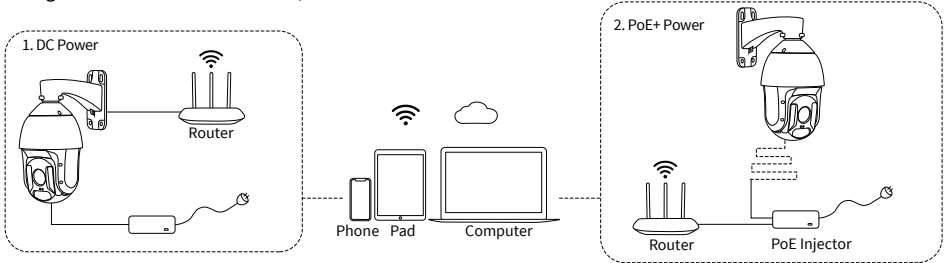 1. DC Power
Router
Phone Pad Computer
2. PoE+ Power
Router
PoE Injector